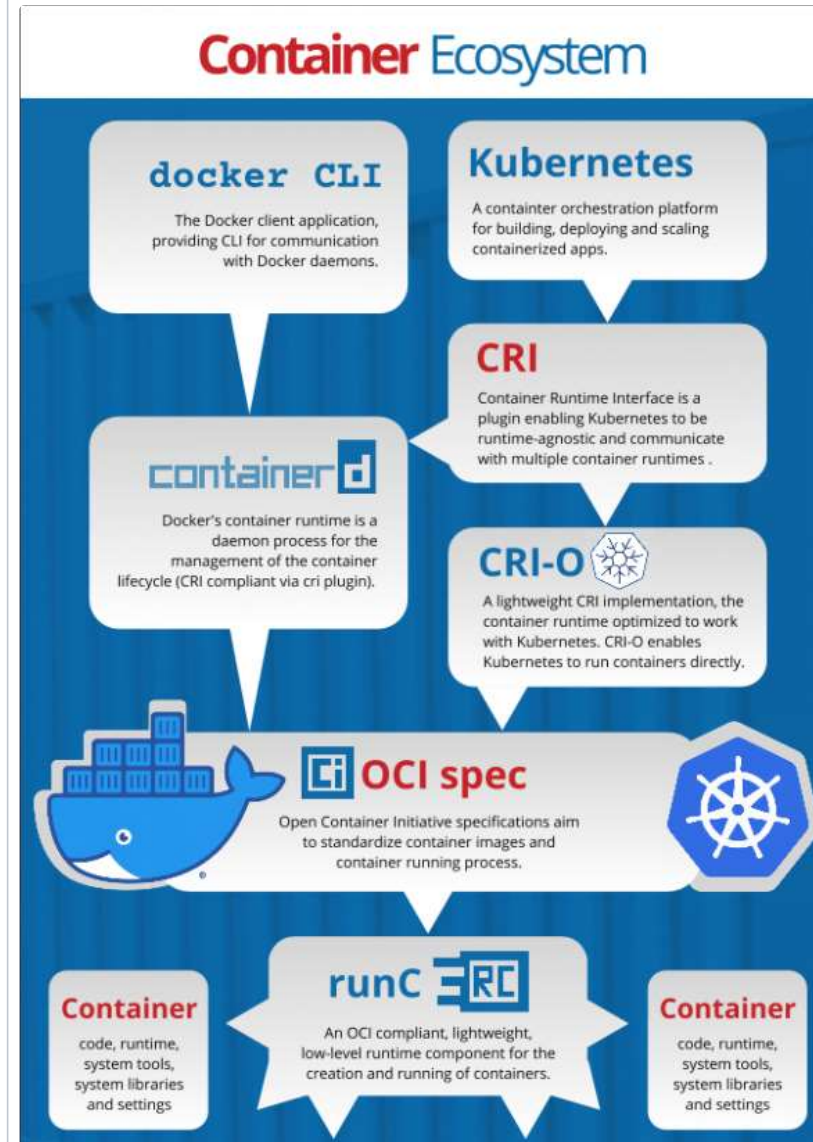 Container Ecosystem
docker CLI
The Docker client application,
providing CLI for communication
with Docker daemons.
Kubernetes
A containter orchestration platform
for building, deploying and scaling
containerized apps.
CRI
Container Runtime Interface is a
plugin enabling Kubernetes to be
runtime-agnostic and communicate
with multiple container runtimes .
containerd
Docker's container runtime is a
daemon process for the
management of the container
lifecycle (CRI compliant via cri plugin).
CRI-O
A lightweight CRI implementation, the
container runtime optimized to work
with Kubernetes. CRI-O enables
Kubernetes to run containers directly.
Ci OCI spec
Open Container Initiative specifications aim
to standardize container images and
container running process.
®
runC RC
An OCI compliant, lightweight,
low-level runtime component for the
creation and running of containers.
Container
code, runtime,
system tools,
system libraries
and settings
Container
code, runtime,
system tools,
system libraries
and settings